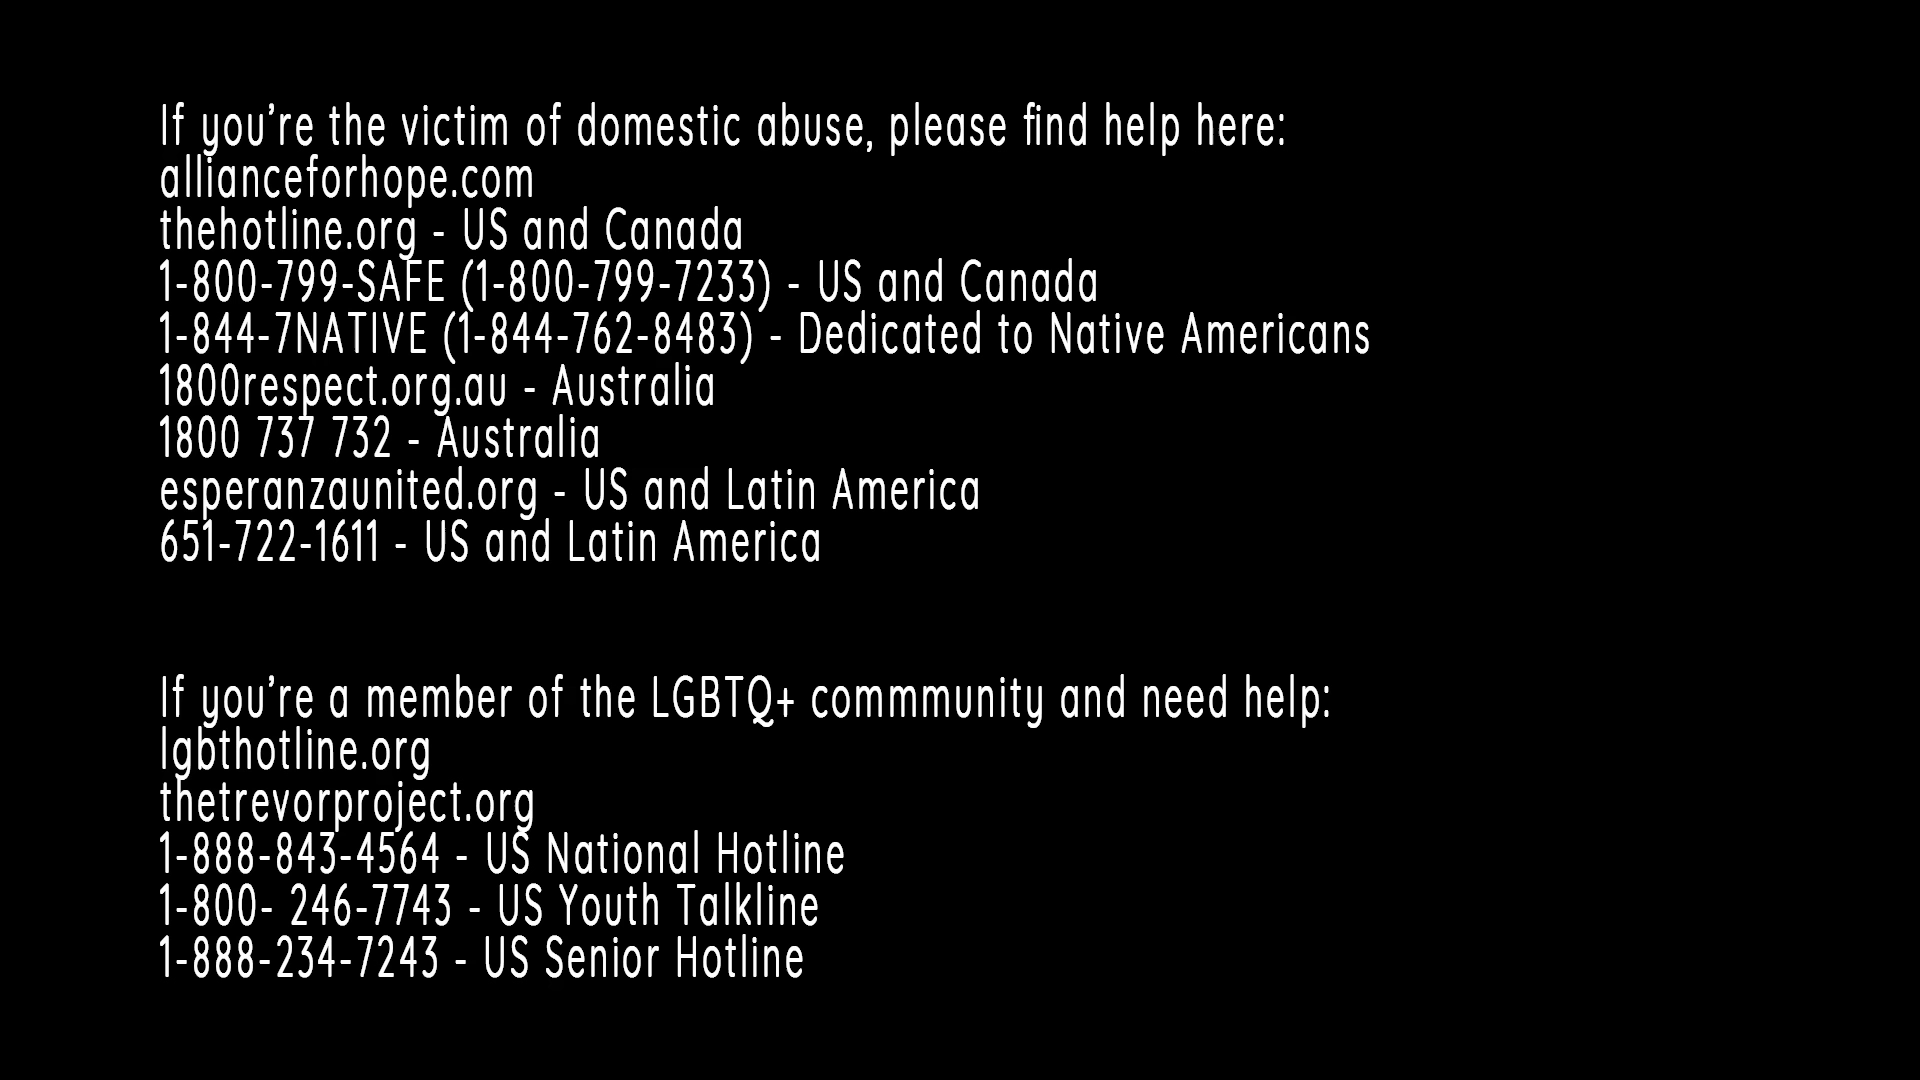 If you’re the victim of domestic abuse, please find help here:
allianceforhope.com
thehotline.org - US and Canada
1-800-799-SAFE (1-800-799-7233) - US and Canada
1-844-7NATIVE (1-844-762-8483) - Dedicated to Native Americans
1800respect.org.au - Australia
1800 737 732 - Australia
esperanzaunited.org - US and Latin America
651-722-1611 - US and Latin America
If you’re a member of the LGBTQ+ commmunity and need help:
lgbthotline.org
thetrevorproject.org
1-888-843-4564 - US National Hotline
1-800- 246-7743 - US Youth Talkline
1-888-234-7243 - US Senior Hotline